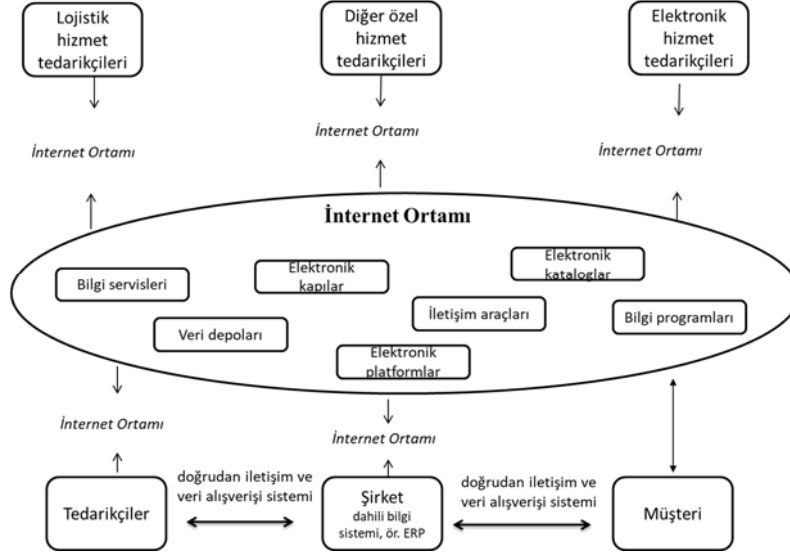 Lojistik
hizmet
tedarikçileri
Diğer özel
hizmet
tedarikçileri
Elektronik
hizmet
tedarikçileri
İnternet Ortamı
İnternet Ortamı
İnternet Ortamı
İnternet Ortamı
Bilgi servisleri
Elektronik
kapılar
Elektronik
kataloglar
Veri depoları
İletişim araçları
Bilgi programları
Elektronik
platformlar
İnternet Ortamı
İnternet Ortamı
Tedarikçiler
doğrudan iletişim ve
veri alışverişi sistemi
Şirket
dahili bilgi
sistemi, ör. ERP
doğrudan iletişim ve
veri alışverişi sistemi
Müşteri